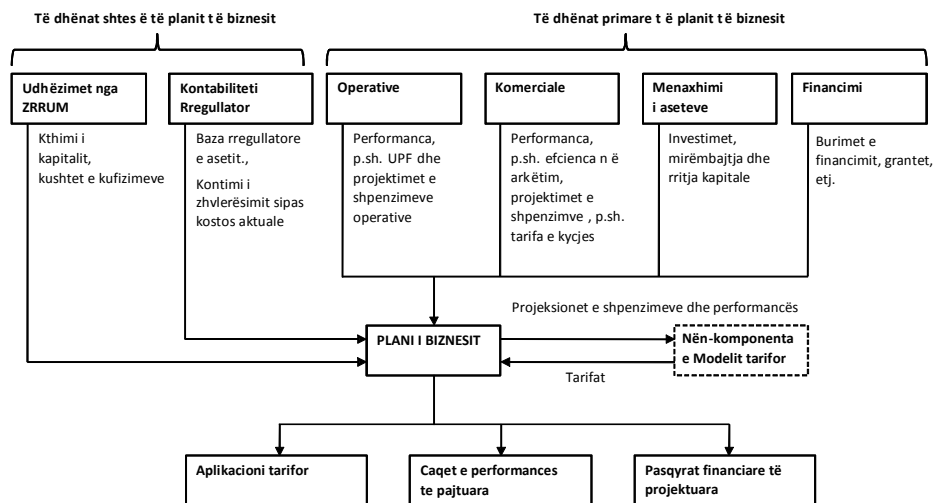 Të dhënat shtes ë të planit t ë biznesit
Të dhënat primare t ë planit t ë biznesit
Udhëzimet nga
ZRRUM
Kthimi i
kapitalit,
kushtet e kufizimeve
Kontabiliteti
Rregullator
Baza rregullatore
e asetit.,
Kontimi i
zhvlerësimit sipas
kostos aktuale
Operative
Performanca,
p.sh. UPF dhe
projektimet e
shpenzimeve
operative
Komerciale
Performanca,
p.sh. efcienca n ë
arkëtim,
projektimet e
shpenzimve , p.sh.
tarifa e kycjes
Menaxhimi
i aseteve
Investimet,
mirëmbajtja dhe
rritja kapitale
Financimi
Burimet e
financimit, grantet,
etj.
Projeksionet e shpenzimeve dhe performancës
PLANI I BIZNESIT
Nën-komponenta
e Modelit tarifor
Tarifat
Aplikacioni tarifor
Caqet e performances
te pajtuara
Pasqyrat financiare të
projektuara